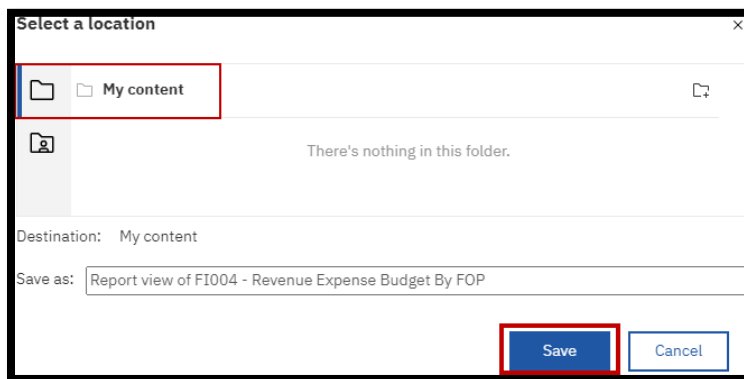 Select a location
My content
There's nothing in this folder.
Destination: My content
Save as: Report view of FI004 - Revenue Expense Budget By FOP
Save Cancel